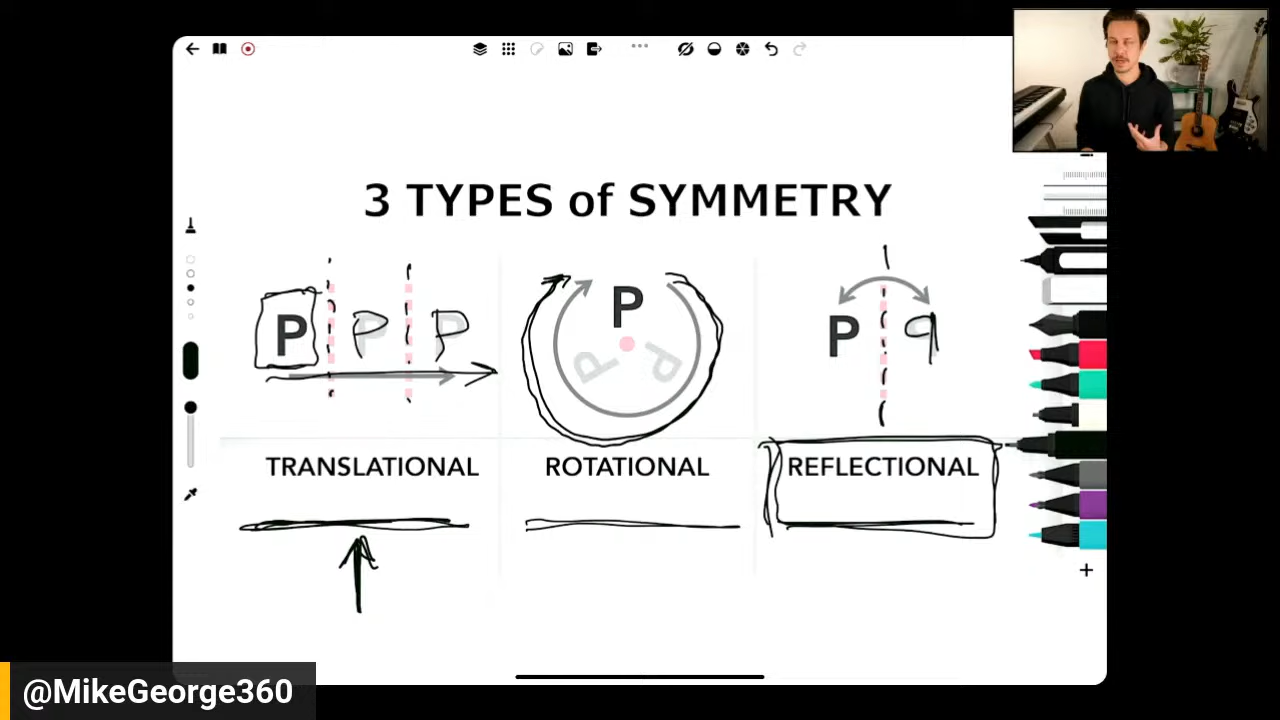 3 TYPES of SYMMETRY
P P P
P P P
P q
TRANSLATIONAL
ROTATIONAL
REFLECTIONAL
@MikeGeorge360